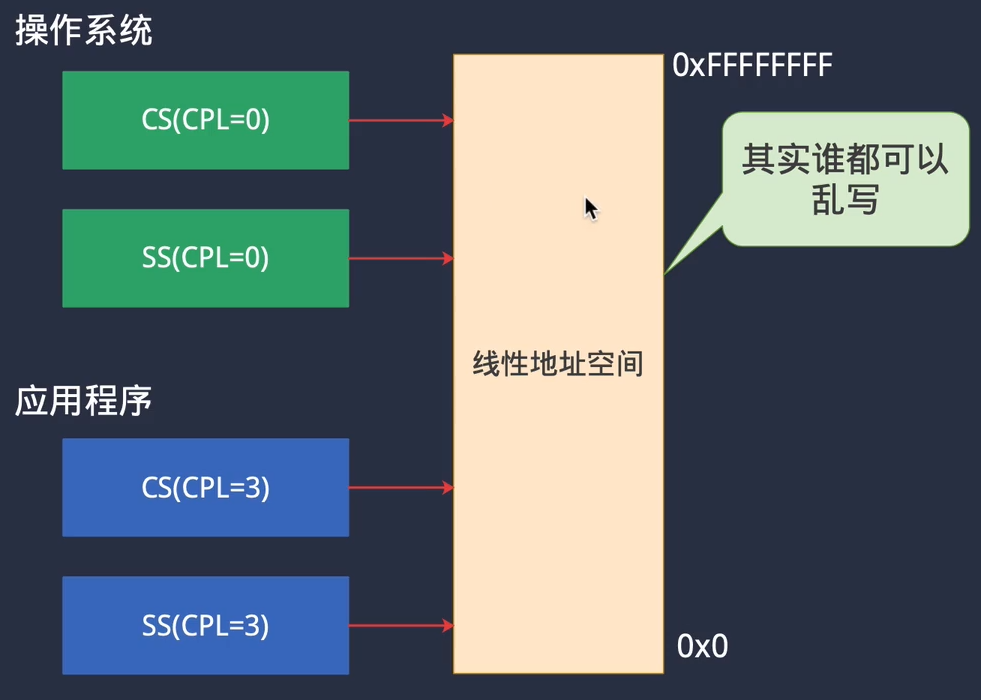 操作系统
0xFFFFFFFF
CS(CPL=0)
其实谁都可以
乱写
SS(CPL=0)
线性地址空间
应用程序
CS(CPL=3)
SS(CPL=3)
0x0